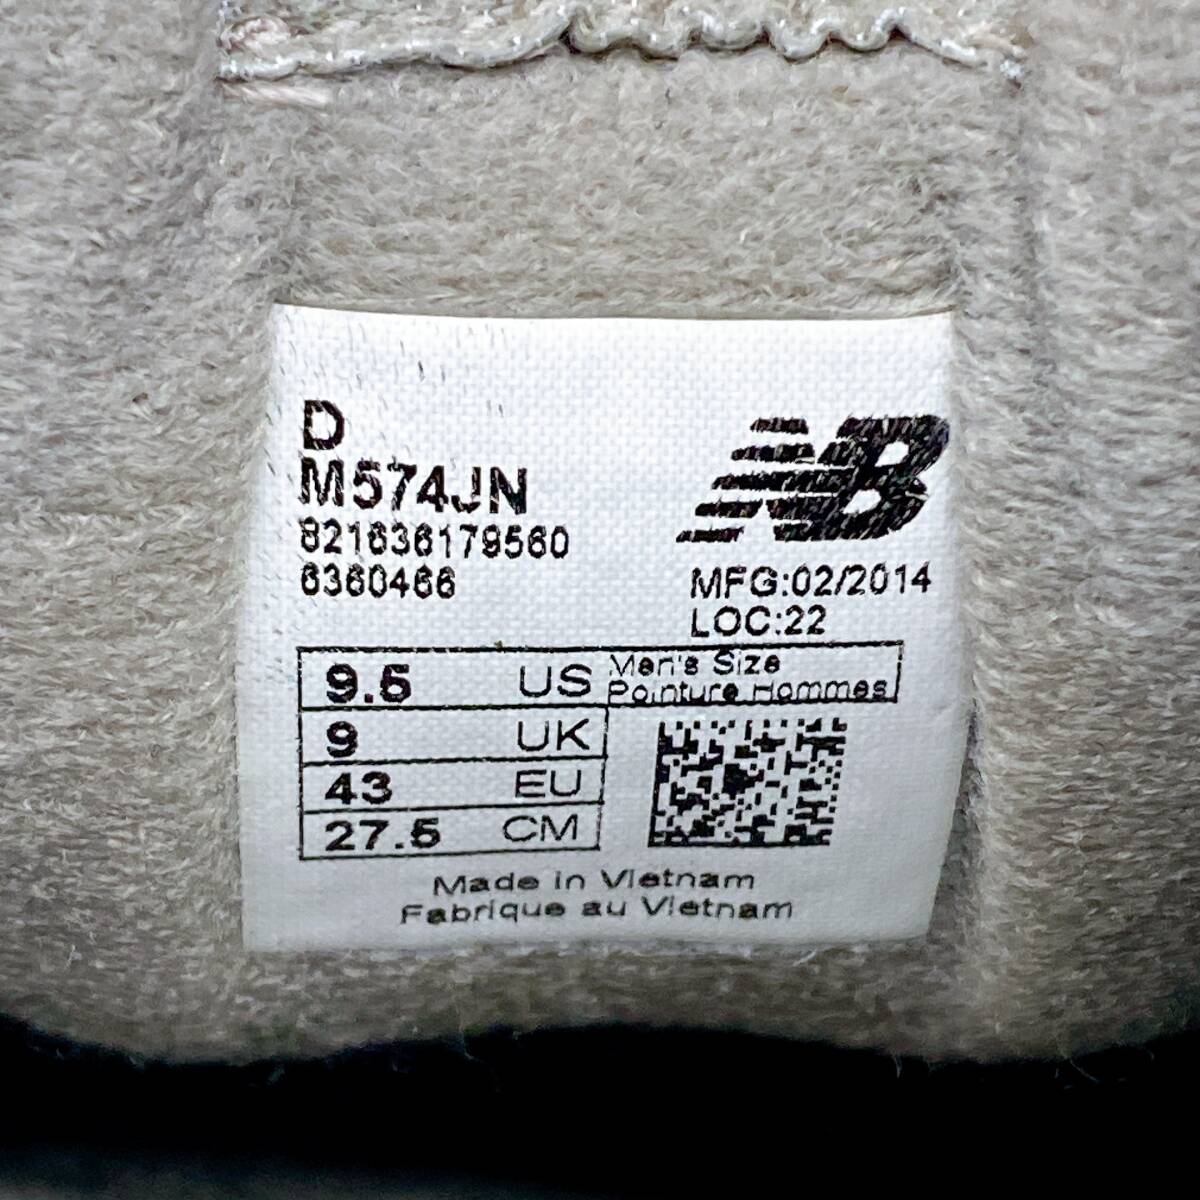 D
M574JN
NB
821636179560
6360466
MFG:02/2014
LOC:22
9.5 US Men's Size
Pointure Hommes
9 UK
43 EU
27.5 CM
Made in Vietnam
Fabrique au Vietnam